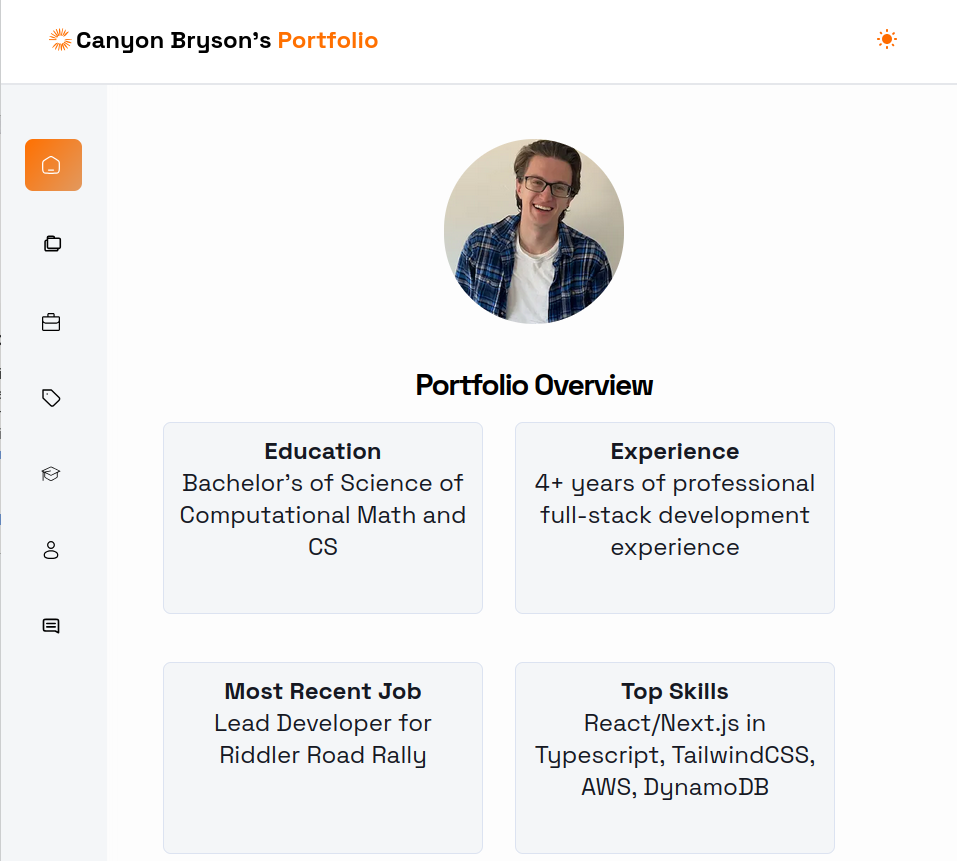 Canyon Bryson's Portfolio
Portfolio Overview
Education
Bachelor's of Science of
Computational Math and
CS
Experience
4+ years of professional
full-stack development
experience
Most Recent Job
Lead Developer for
Riddler Road Rally
Top Skills
React/Next.js in
Typescript, TailwindCSS,
AWS, DynamoDB